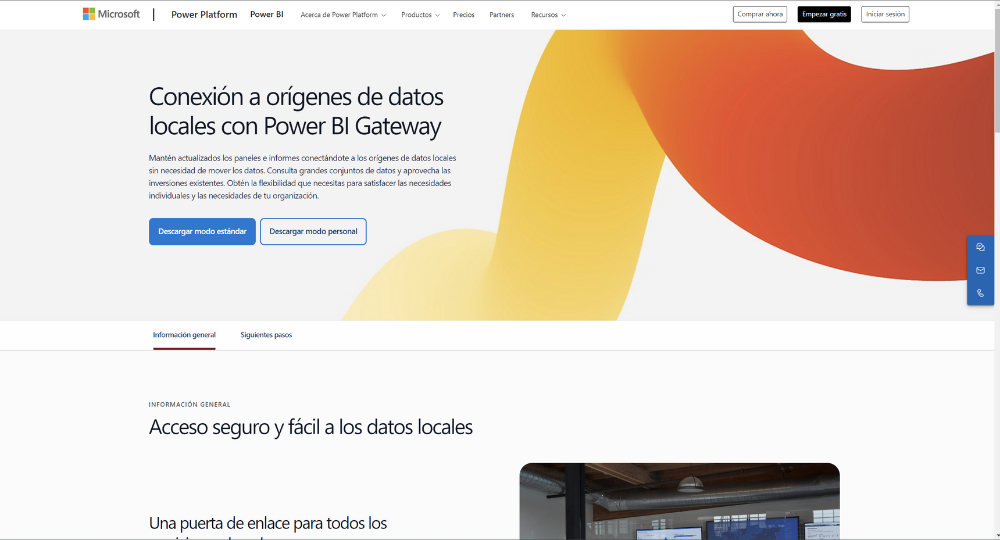 Microsoft
Power Platform
Power BI
Acerca de Power Platform
Productos
Precios
Partners
Recursos
Comprar ahora
Empezar gratis
Iniciar sesión
Conexión a orígenes de datos
locales con Power BI Gateway
Mantén actualizados los paneles e informes conectándote a los orígenes de datos locales
sin necesidad de mover los datos. Consulta grandes conjuntos de datos y aprovecha las
inversiones existentes. Obtén la flexibilidad que necesitas para satisfacer las necesidades
individuales y las necesidades de tu organización.
Descargar modo estándar
Descargar modo personal
Información general
Siguientes pasos
INFORMACIÓN GENERAL
Acceso seguro y fácil a los datos locales
Una puerta de enlace para todos los